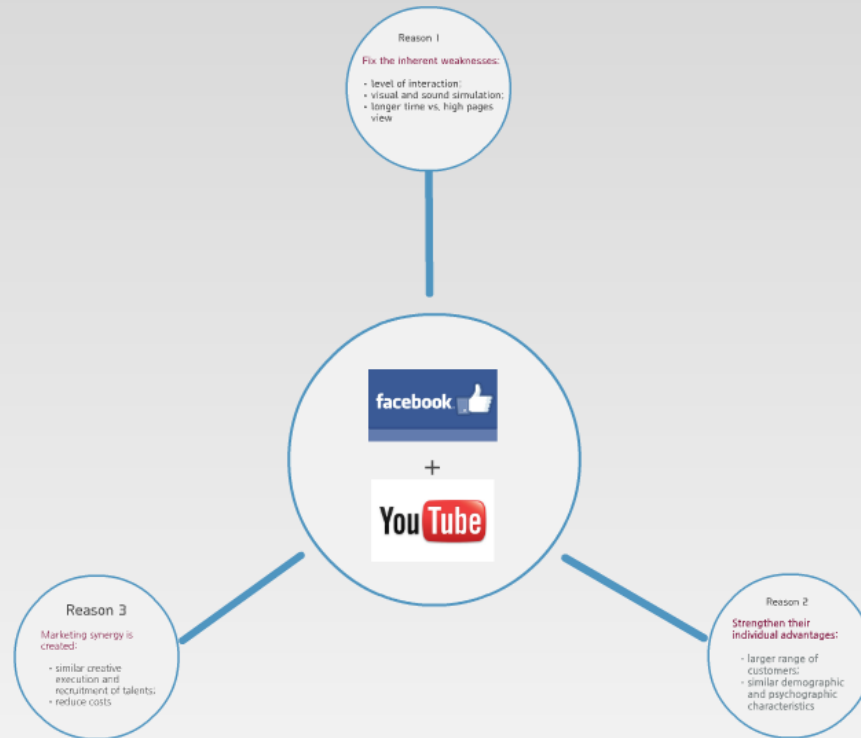 Reason 1
Fix the inherent weaknesses:
• level of interaction;
• visual and sound simulation;
• longer time vs. high pages
view
facebook
+
You Tube
Reason 3
Marketing synergy is
created:
• similar creative
execution and
recruitment of talents;
• reduce costs
Reason 2
Strengthen their
individual advantages:
- larger range of
customers;
- similar demographic
and psychographic
characteristics